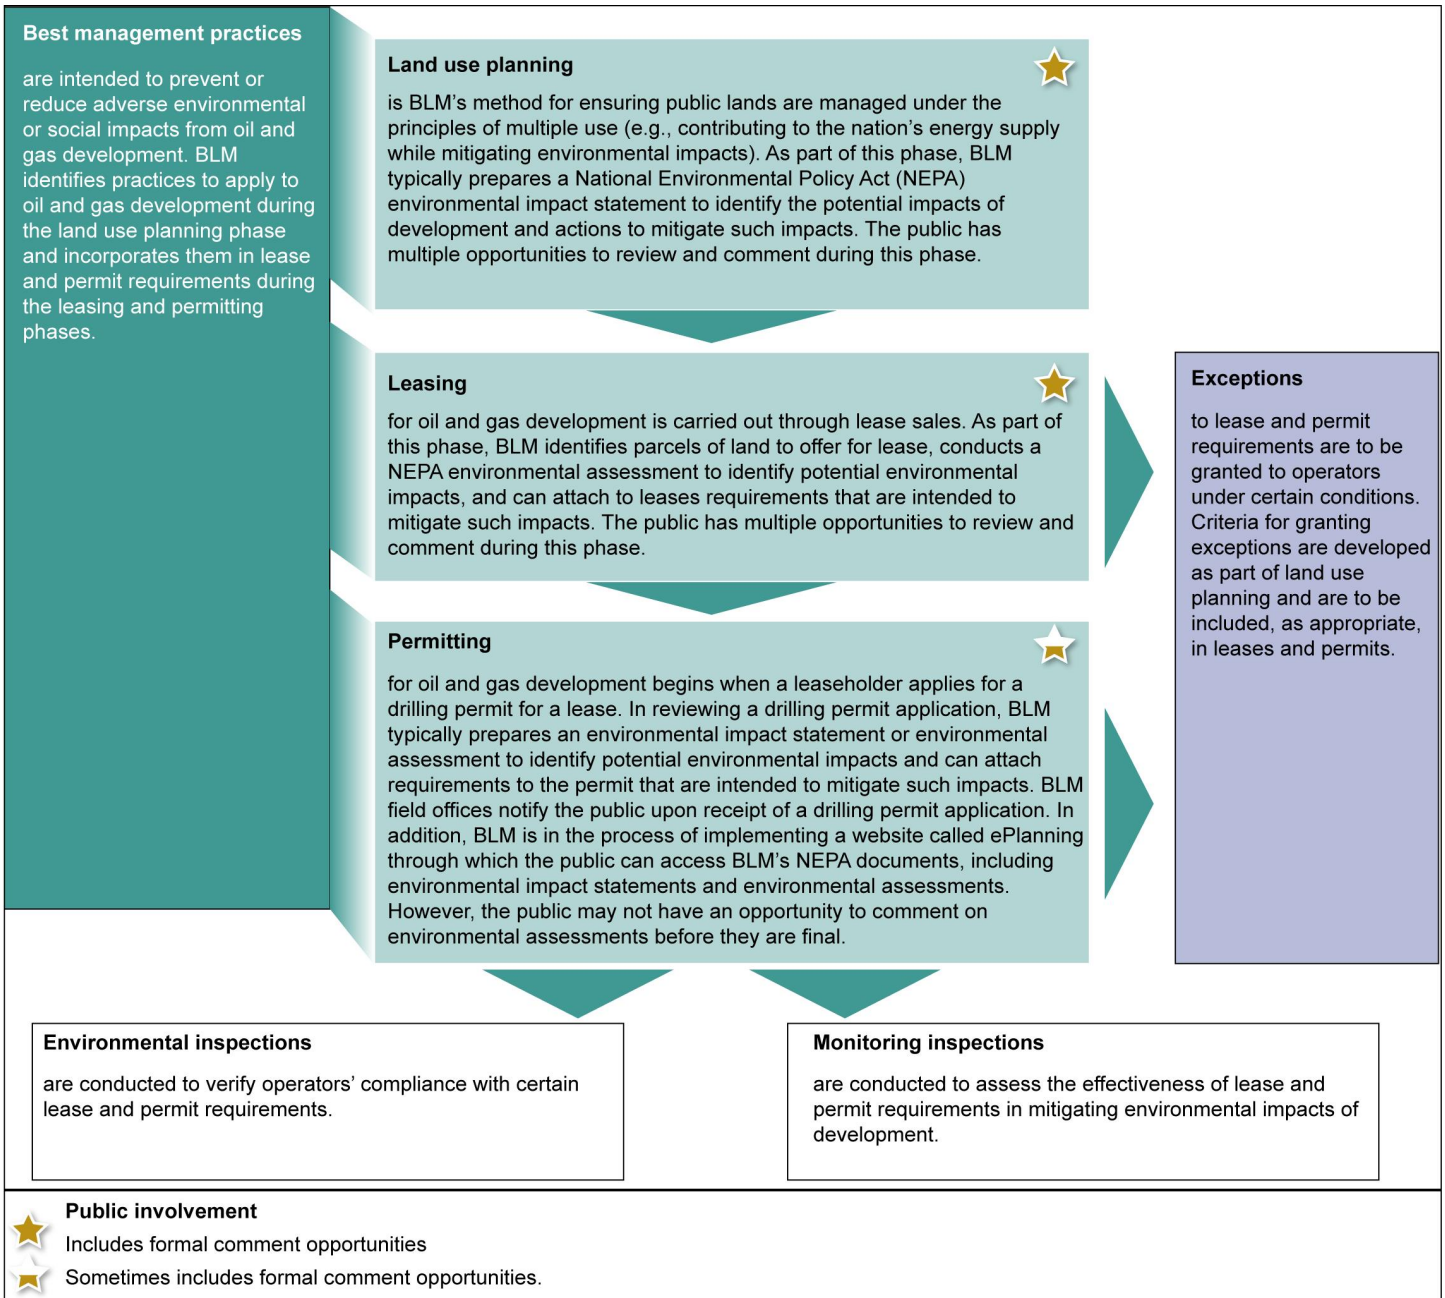 Best management practices
are intended to prevent or
reduce adverse environmental
or social impacts from oil and
gas development. BLM
identifies practices to apply to
oil and gas development during
the land use planning phase
and incorporates them in lease
and permit requirements during
the leasing and permitting
phases.
Land use planning
is BLM’s method for ensuring public lands are managed under the
principles of multiple use (e.g., contributing to the nation’s energy supply
while mitigating environmental impacts). As part of this phase, BLM
typically prepares a National Environmental Policy Act (NEPA)
environmental impact statement to identify the potential impacts of
development and actions to mitigate such impacts. The public has
multiple opportunities to review and comment during this phase.
Leasing
for oil and gas development is carried out through lease sales. As part of
this phase, BLM identifies parcels of land to offer for lease, conducts a
NEPA environmental assessment to identify potential environmental
impacts, and can attach to leases requirements that are intended to
mitigate such impacts. The public has multiple opportunities to review and
comment during this phase.
Permitting
for oil and gas development begins when a leaseholder applies for a
drilling permit for a lease. In reviewing a drilling permit application, BLM
typically prepares an environmental impact statement or environmental
assessment to identify potential environmental impacts and can attach
requirements to the permit that are intended to mitigate such impacts. BLM
field offices notify the public upon receipt of a drilling permit application. In
addition, BLM is in the process of implementing a website called ePlanning
through which the public can access BLM’s NEPA documents, including
environmental impact statements and environmental assessments.
However, the public may not have an opportunity to comment on
environmental assessments before they are final.
Exceptions
to lease and permit
requirements are to be
granted to operators
under certain conditions.
Criteria for granting
exceptions are developed
as part of land use
planning and are to be
included, as appropriate,
in leases and permits.
Environmental inspections
are conducted to verify operators’ compliance with certain
lease and permit requirements.
Monitoring inspections
are conducted to assess the effectiveness of lease and
permit requirements in mitigating environmental impacts of
development.
Public involvement
Includes formal comment opportunities
Sometimes includes formal comment opportunities.